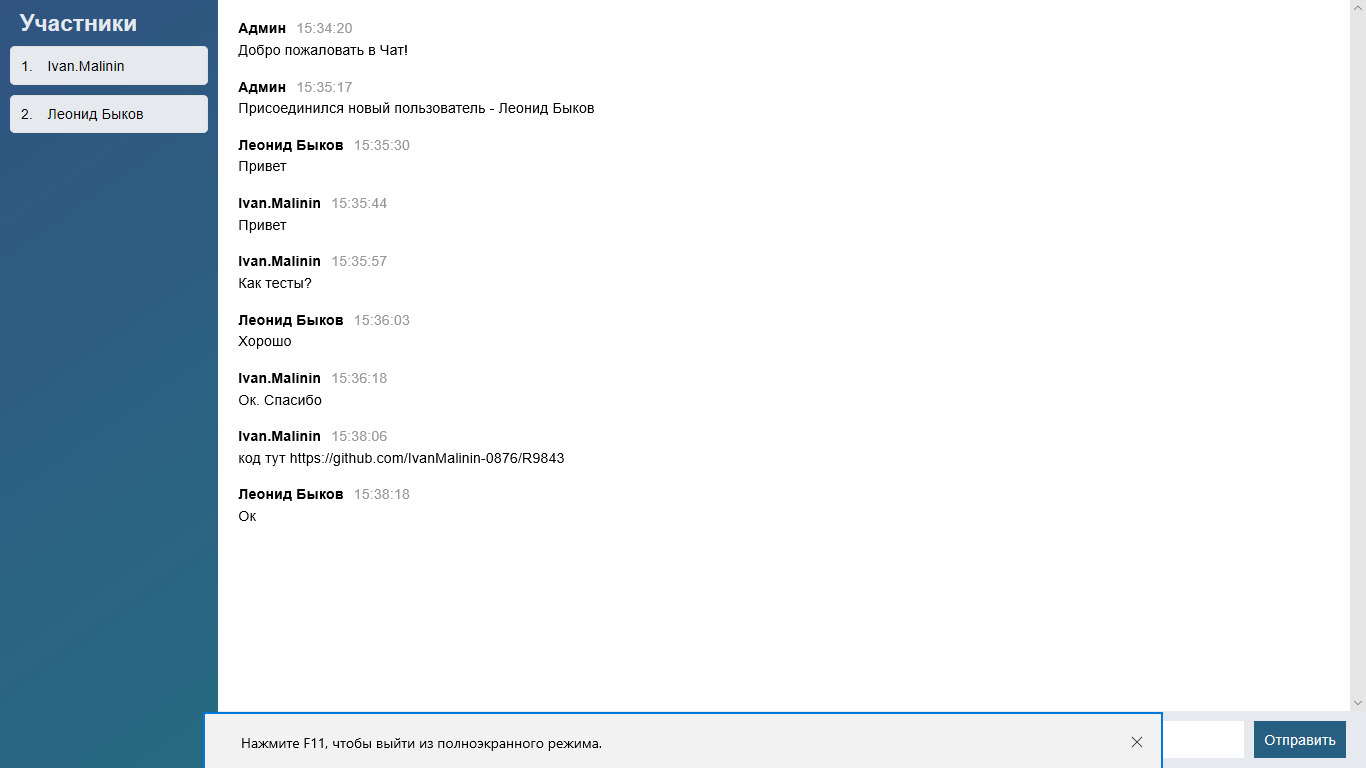 Участники
1. Ivan.Malinin
2. Леонид Быков
Админ 15:34:20
Добро пожаловать в Чат!
Админ 15:35:17
Присоединился новый пользователь - Леонид Быков
Леонид Быков 15:35:30
Привет
Ivan.Malinin 15:35:44
Привет
Ivan.Malinin 15:35:57
Как тесты?
Леонид Быков 15:36:03
Хорошо
Ivan.Malinin 15:36:18
Ок. Спасибо
Ivan.Malinin 15:38:06
код тут https://github.com/IvanMalinin-0876/R9843
Леонид Быков 15:38:18
Ок
Нажмите F11, чтобы выйти из полноэкранного режима.
Отправить